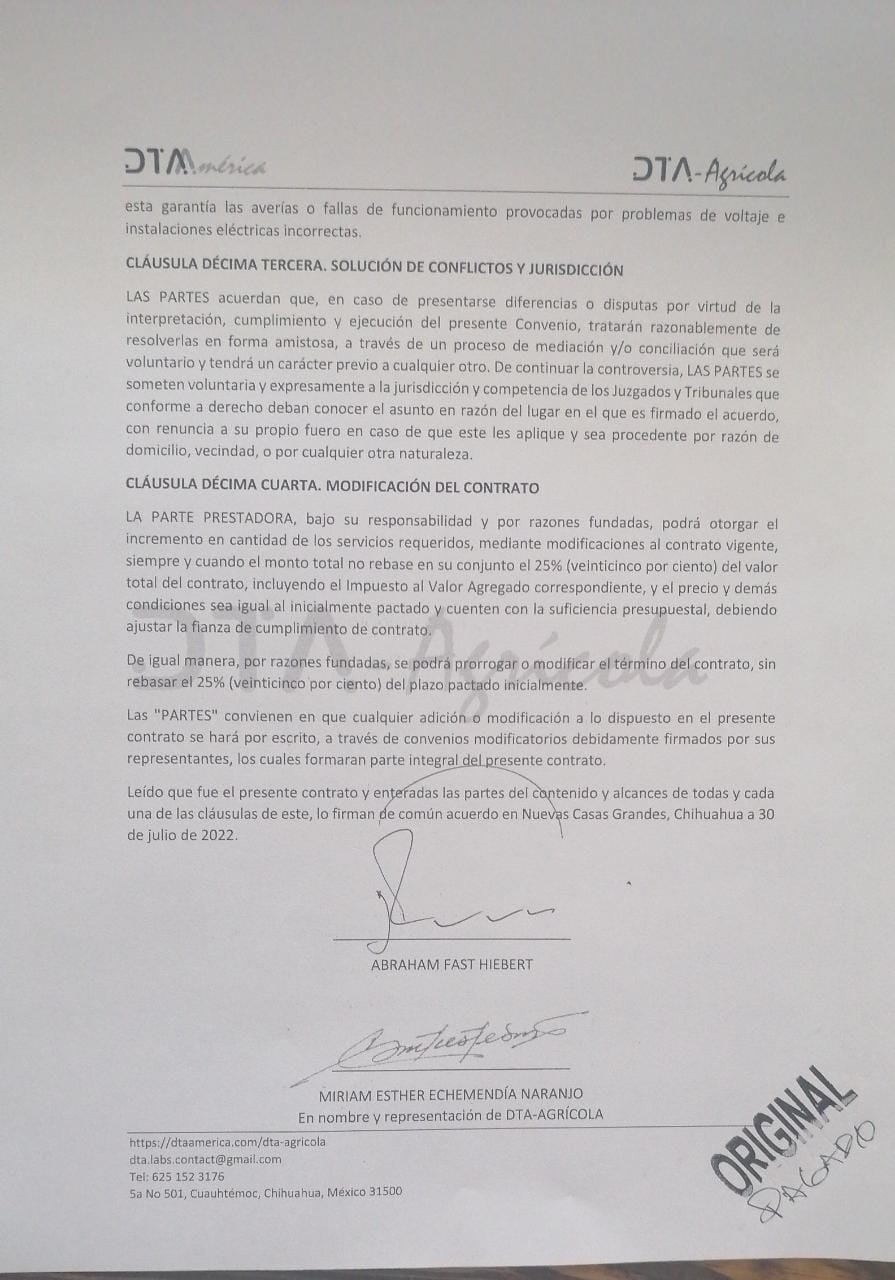 DTAmérica
DTA-Agrícola
esta garantía las averías o fallas de funcionamiento provocadas por problemas de voltaje e
instalaciones eléctricas incorrectas.
CLÁUSULA DÉCIMA TERCERA. SOLUCIÓN DE CONFLICTOS Y JURISDICCIÓN
LAS PARTES acuerdan que, en caso de presentarse diferencias o disputas por virtud de la
interpretación, cumplimiento y ejecución del presente Convenio, tratarán razonablemente de
resolverlas en forma amistosa, a través de un proceso de mediación y/o conciliación que será
voluntario y tendrá un carácter previo a cualquier otro. De continuar la controversia, LAS PARTES se
someten voluntaria y expresamente a la jurisdicción y competencia de los Juzgados y Tribunales que
conforme a derecho deban conocer el asunto en razón del lugar en el que es firmado el acuerdo,
con renuncia a su propio fuero en caso de que este les aplique y sea procedente por razón de
domicilio, vecindad, o por cualquier otra naturaleza.
CLÁUSULA DÉCIMA CUARTA. MODIFICACIÓN DEL CONTRATO
LA PARTE PRESTADORA, bajo su responsabilidad y por razones fundadas, podrá otorgar el
incremento en cantidad de los servicios requeridos, mediante modificaciones al contrato vigente,
siempre y cuando el monto total no rebase en su conjunto el 25% (veinticinco por ciento) del valor
total del contrato, incluyendo el Impuesto al Valor Agregado correspondiente, y el precio y demás
condiciones sea igual al inicialmente pactado y cuenten con la suficiencia presupuestal, debiendo
ajustar la fianza de cumplimiento de contrato.
DTA-Agrícola
De igual manera, por razones fundadas, se podrá prorrogar o modificar el término del contrato, sin
rebasar el 25% (veinticinco por ciento) del plazo pactado inicialmente.
Las "PARTES" convienen en que cualquier adición o modificación a lo dispuesto en el presente
contrato se hará por escrito, a través de convenios modificatorios debidamente firmados por sus
representantes, los cuales formaran parte integral del presente contrato.
Leído que fue el presente contrato y enteradas las partes del contenido y alcances de todas y cada
una de las cláusulas de este, lo firman de común acuerdo en Nuevas Casas Grandes, Chihuahua a 30
de julio de 2022.
ABRAHAM FAST HIEBERT
MIRIAM ESTHER ECHEMENDÍA NARANJO
En nombre y representación de DTA-AGRÍCOLA
https://dtaamerica.com/dta-agricola
dta.labs.contact@gmail.com
Tel: 625 152 3176
5a No 501, Cuauhtémoc, Chihuahua, México 31500
ORIGINAL
PAGADO